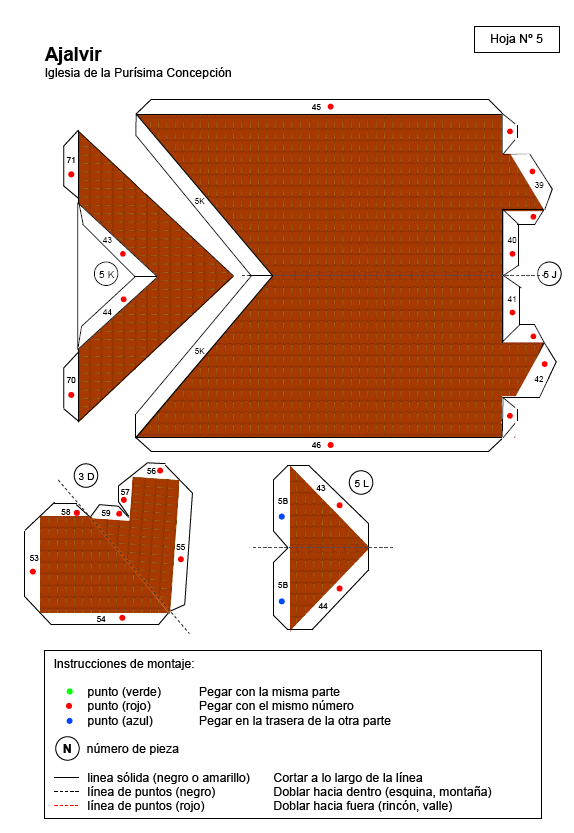 Hoja Nº 5
Ajalvir
Iglesia de la Purísima Concepción
45
71
39
5K
43
40
5 K
5 J
44
41
5K
70
42
46
3 D
56
5 L
57
43
58
59
5B
53
55
5B
44
54
Instrucciones de montaje:
punto (verde) Pegar con la misma parte
punto (rojo) Pegar con el mismo número
punto (azul) Pegar en la trasera de la otra parte
N número de pieza
linea sólida (negro o amarillo) Cortar a lo largo de la línea
línea de puntos (negro) Doblar hacia dentro (esquina, montaña)
línea de puntos (rojo) Doblar hacia fuera (rincón, valle)